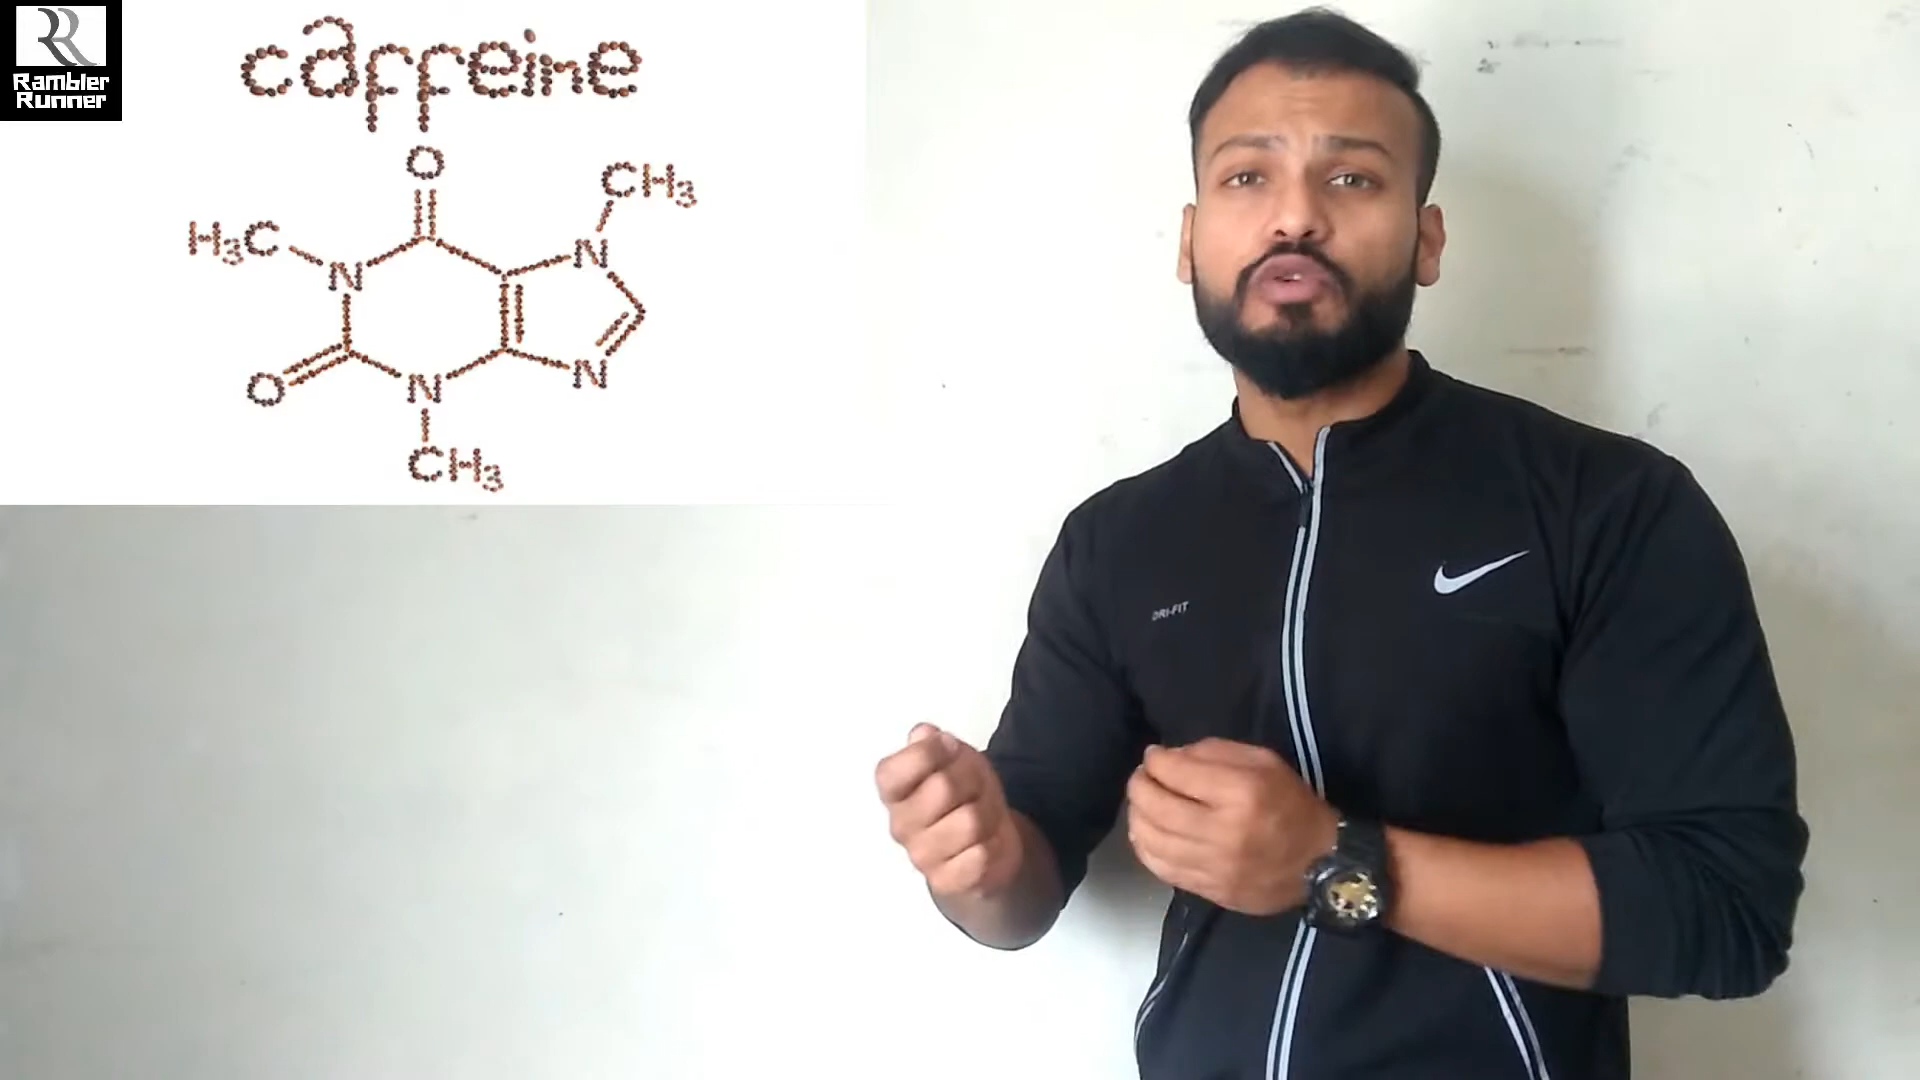 Rambler
Runner
caffeine
O
CH3
H3C
N
N
O
N
N
CH3
DRI-FIT